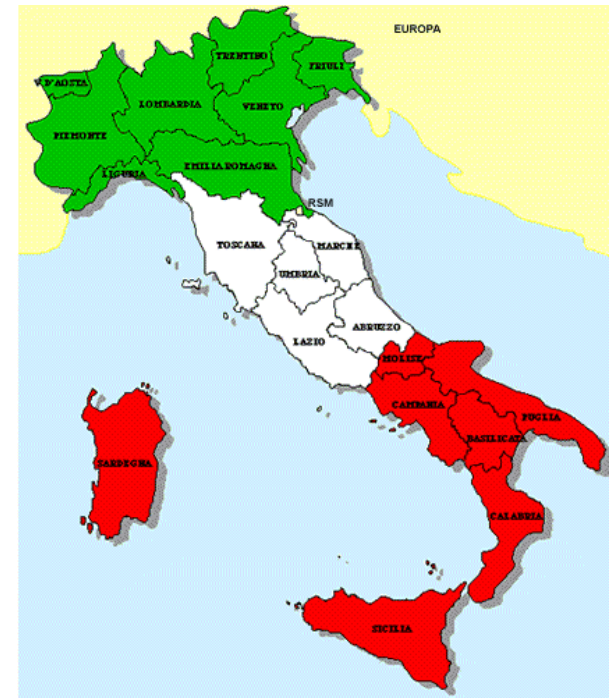 EUROPA
TRENTINO
FRIULI
V. D'AOSTA
LOMBARDIA
VENETO
PIEMONTE
EMILIA ROMAGNA
LIGURIA
RSM
TOSCANA
MARCHE
UMBRIA
ABRUZZO
LAZIO
MOLISE
CAMPANIA
PUGLIA
BASILICATA
SARDEGNA
CALABRIA
SICILIA